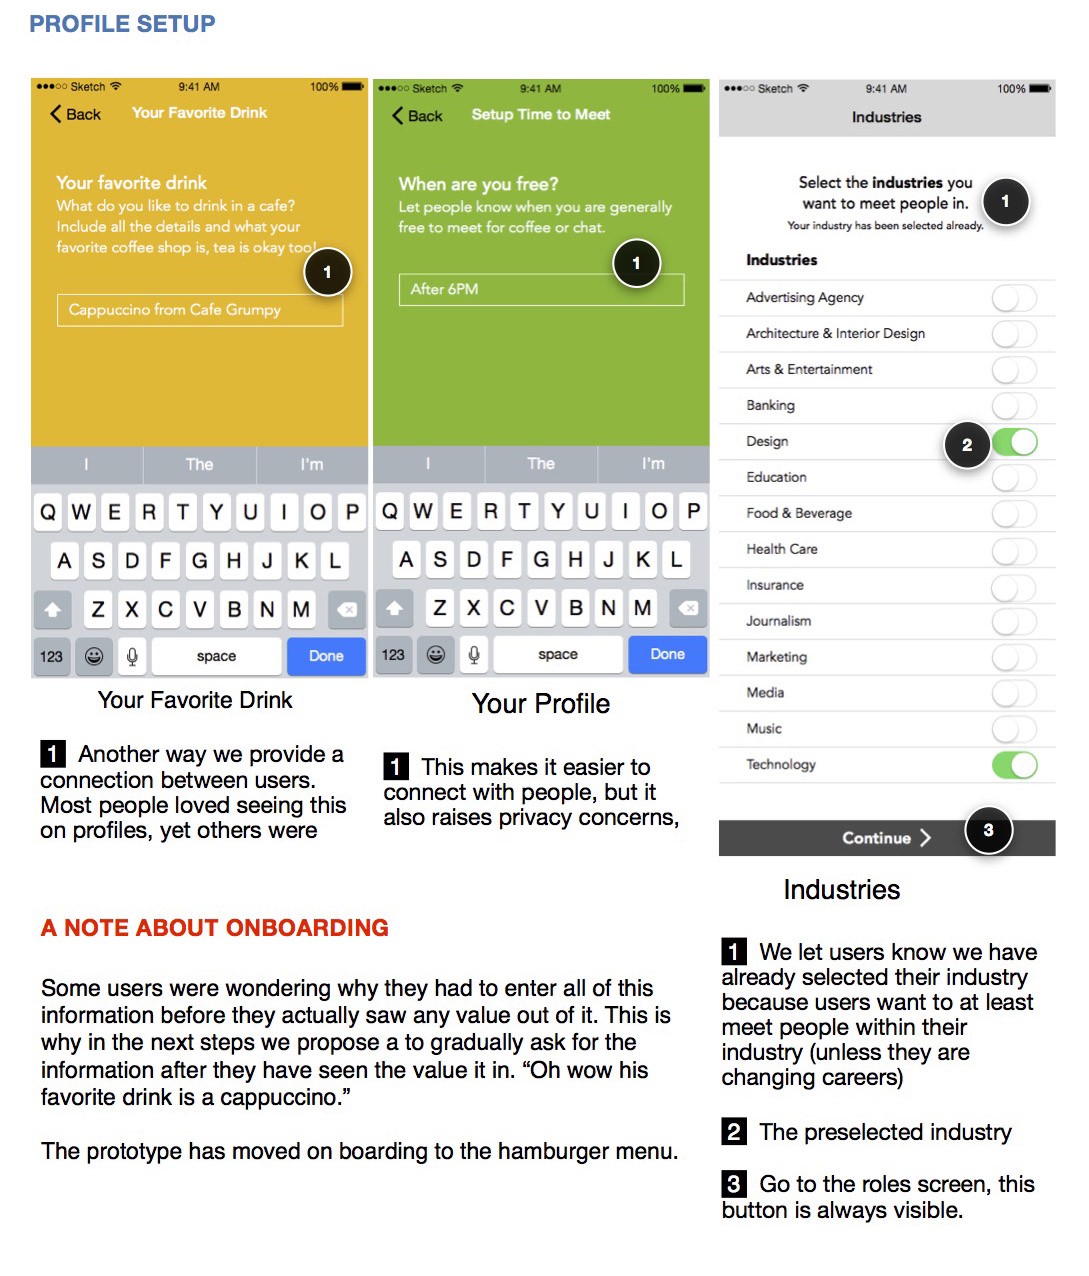 PROFILE SETUP
Sketch 9:41 AM 100%
Back Your Favorite Drink
Your favorite drink
What do you like to drink in a cafe?
Include all the details and what your
favorite coffee shop is, tea is okay too!
1
Cappuccino from Cafe Grumpy
I The I'm
Q W E R T Y U I O P
A S D F G H J K L
Z X C V B N M
123 space Done
Your Favorite Drink
1 Another way we provide a
connection between users.
Most people loved seeing this
on profiles, yet others were
Sketch 9:41 AM 100%
Back Setup Time to Meet
When are you free?
Let people know when you are generally
free to meet for coffee or chat.
1
After 6PM
I The I'm
Q W E R T Y U I O P
A S D F G H J K L
Z X C V B N M
123 space Done
Your Profile
1 This makes it easier to
connect with people, but it
also raises privacy concerns,
Sketch 9:41 AM 100%
Industries
Select the industries you
want to meet people in.
1
Your industry has been selected already.
Industries
Advertising Agency
Architecture & Interior Design
Arts & Entertainment
Banking
Design 2
Education
Food & Beverage
Health Care
Insurance
Journalism
Marketing
Media
Music
Technology
Continue 3
Industries
1 We let users know we have
already selected their industry
because users want to at least
meet people within their
industry (unless they are
changing careers)
2 The preselected industry
3 Go to the roles screen, this
button is always visible.
A NOTE ABOUT ONBOARDING
Some users were wondering why they had to enter all of this
information before they actually saw any value out of it. This is
why in the next steps we propose a to gradually ask for the
information after they have seen the value it in. “Oh wow his
favorite drink is a cappuccino.”
The prototype has moved on boarding to the hamburger menu.